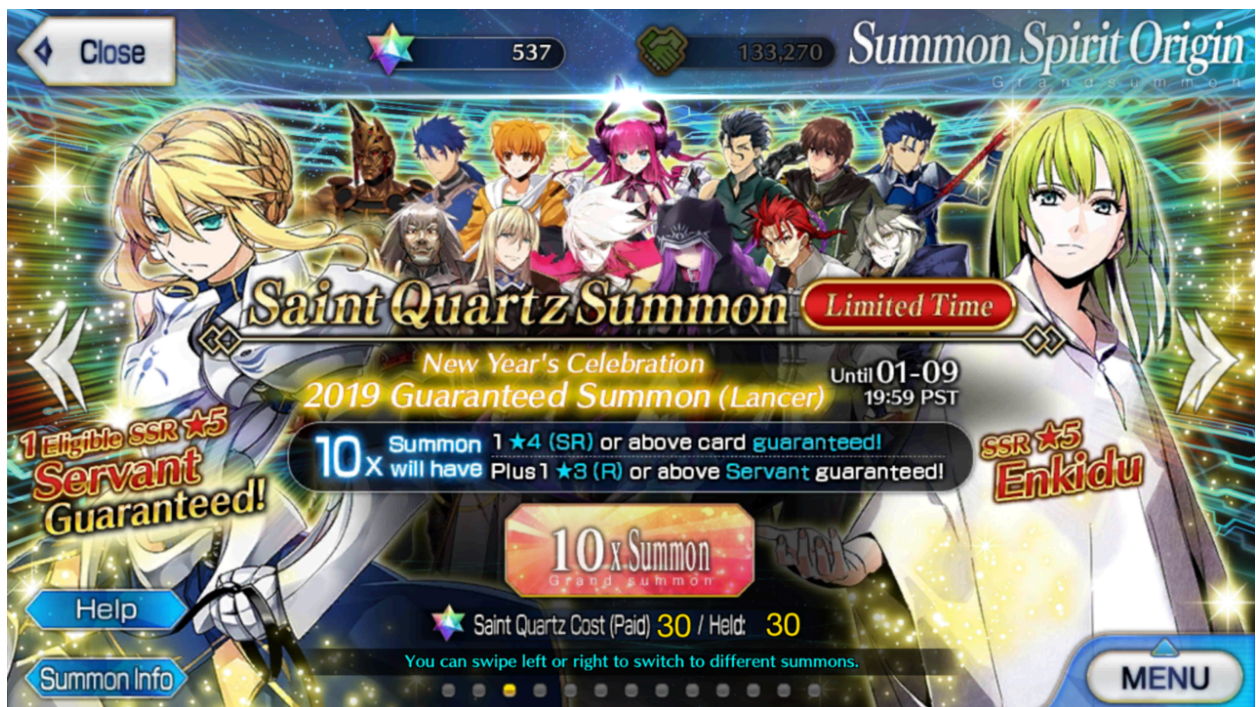 Close
537
133,270
Summon Spirit Origin
Grandsummon
Saint Quartz Summon
Limited Time
New Year's Celebration
2019 Guaranteed Summon (Lancer)
Until 01-09
19:59 PST
1 Eligible SSR ★5
Servant
Guaranteed!
10x Summon will have
1 ★4 (SR) or above card guaranteed!
Plus 1 ★3 (R) or above Servant guaranteed!
SSR ★5
Enkidu
10x Summon
Grand summon
Help
Saint Quartz Cost (Paid) 30 / Held: 30
You can swipe left or right to switch to different summons.
Summon Info
MENU